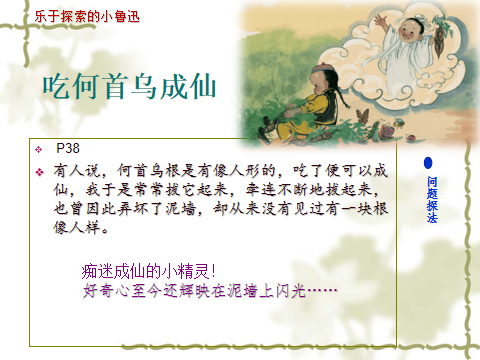 乐于探索的小鲁迅
吃何首乌成仙
P38
有人说，何首乌根是有像人形的，吃了便可以成
仙，我于是常常拔它起来，牵连不断地拔起来，
也曾因此弄坏了泥墙，却从来没有见过有一块根
像人样。
痴迷成仙的小精灵！
好奇心至今还辉映在泥墙上闪光……
问题探法